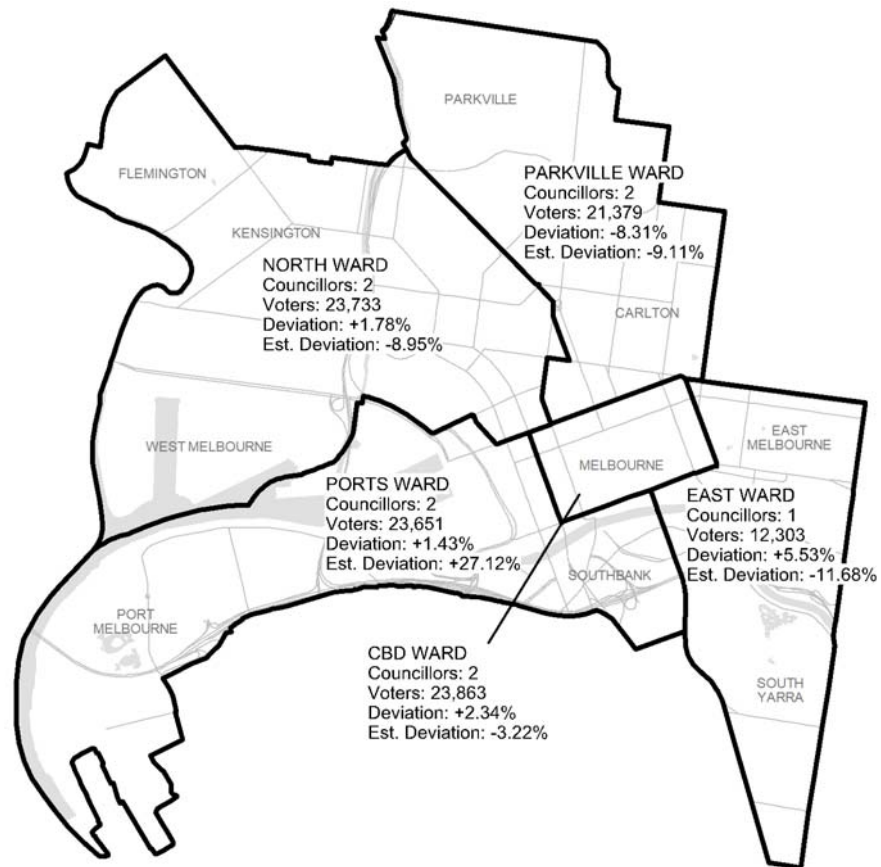 PARKVILLE
FLEMINGTON
PARKVILLE WARD
Councillors: 2
Voters: 21,379
Deviation: -8.31%
Est. Deviation: -9.11%
KENSINGTON
NORTH WARD
Councillors: 2
Voters: 23,733
Deviation: +1.78%
Est. Deviation: -8.95%
CARLTON
WEST MELBOURNE
EAST
MELBOURNE
MELBOURNE
PORTS WARD
Councillors: 2
Voters: 23,651
Deviation: +1.43%
Est. Deviation: +27.12%
EAST WARD
Councillors: 1
Voters: 12,303
Deviation: +5.53%
Est. Deviation: -11.68%
SOUTHBANK
PORT
MELBOURNE
CBD WARD
Councillors: 2
Voters: 23,863
Deviation: +2.34%
Est. Deviation: -3.22%
SOUTH
YARRA